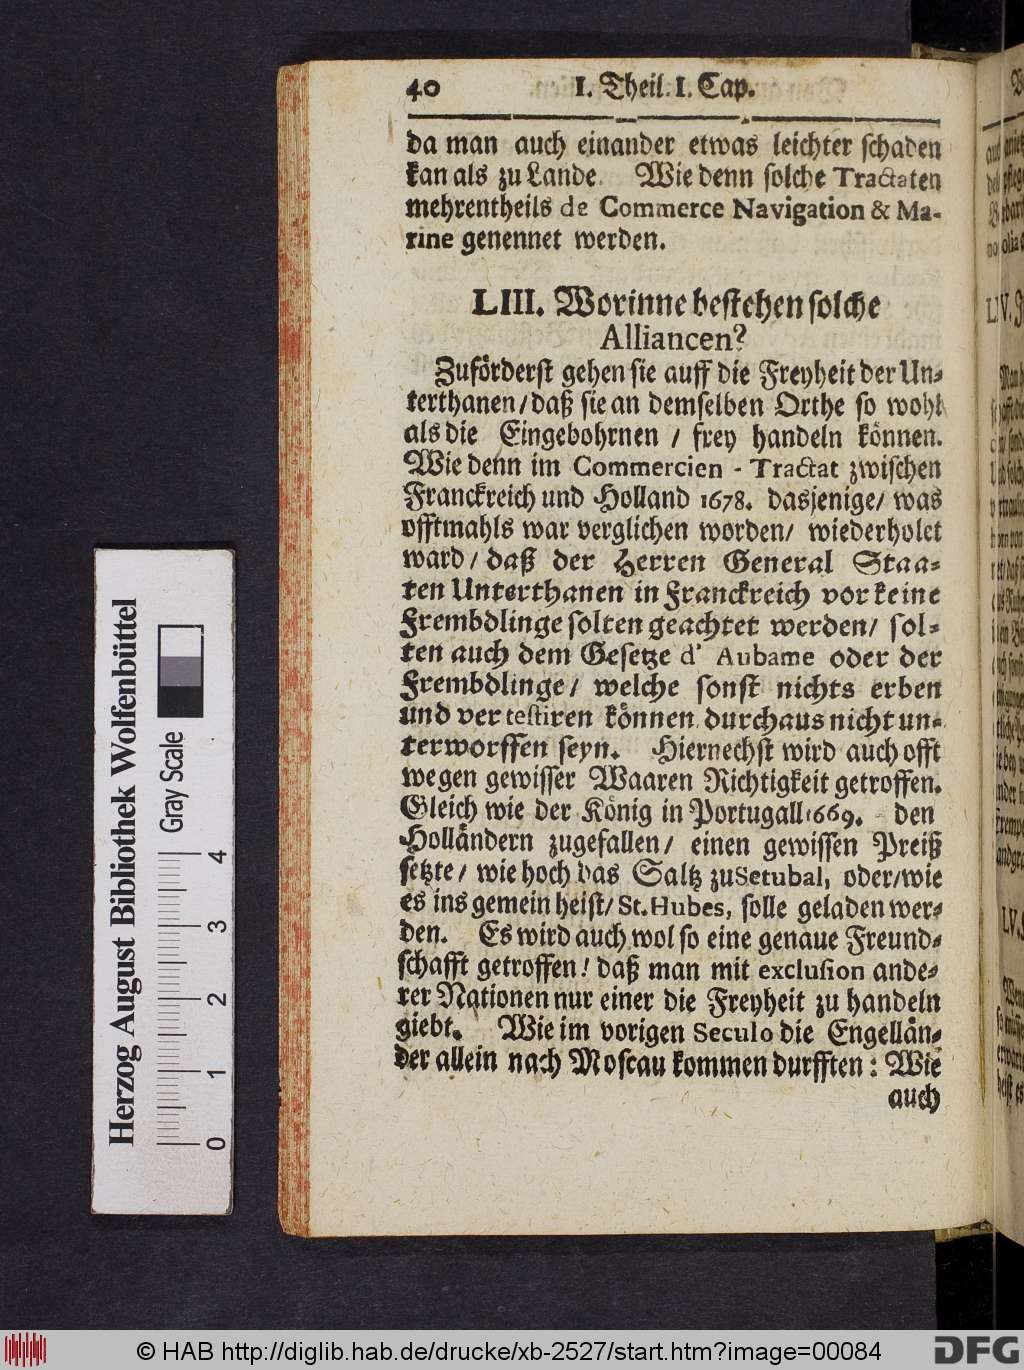 40 I. Theil. I. Cap.
da man auch einander etwas leichter schaden
kan als zu Lande. Wie denn solche Tractaten
mehrentheils de Commerce Navigation & Ma-
rine genennet werden.
LIII. Worinne bestehen solche
Alliancen?
Zuförderst gehen sie auff die Freyheit der Un-
terthanen/ daß sie an demselben Orthe so wohl
als die Eingebohrnen / frey handeln können.
Wie denn im Commercien - Tractat zwischen
Franckreich und Holland 1678. dasjenige/ was
offtmahls war verglichen worden/ wiederholet
ward/ daß der Herren General Staa-
ten Unterthanen in Franckreich vor keine
Frembdlinge solten geachtet werden/ sol-
ten auch dem Gesetze d' Aubame oder der
Frembdlinge/ welche sonst nichts erben
und vertestiren können durchaus nicht un-
terworffen seyn. Hiernechst wird auch offt
wegen gewisser Waaren Richtigkeit getroffen.
Gleich wie der König in Portugall 1669. den
Holländern zugefallen/ einen gewissen Preiß
setzte/ wie hoch das Saltz zu Setubal, oder/ wie
es ins gemein heist/ St. Hubes, solle geladen wer-
den. Es wird auch wol so eine genaue Freund-
schafft getroffen! daß man mit exclusion ande-
rer Nationen nur einer die Freyheit zu handeln
giebt. Wie im vorigen Seculo die Engellän-
der allein nach Moscau kommen durfften: Wie
auch
Herzog August Bibliothek Wolfenbüttel
Gray Scale
0 1 2 3 4
© HAB http://diglib.hab.de/drucke/xb-2527/start.htm?image=00084
DFG